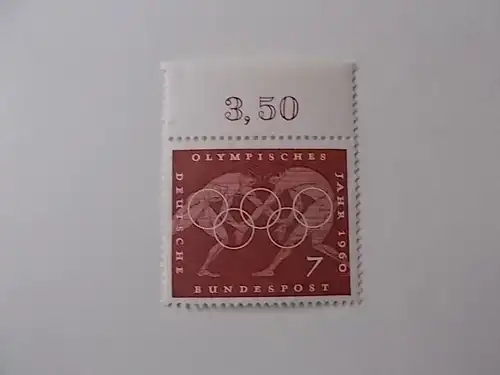 3,50
OLYMPISCHES
JAHR 1960
DEUTSCHE
7
BUNDESPOST